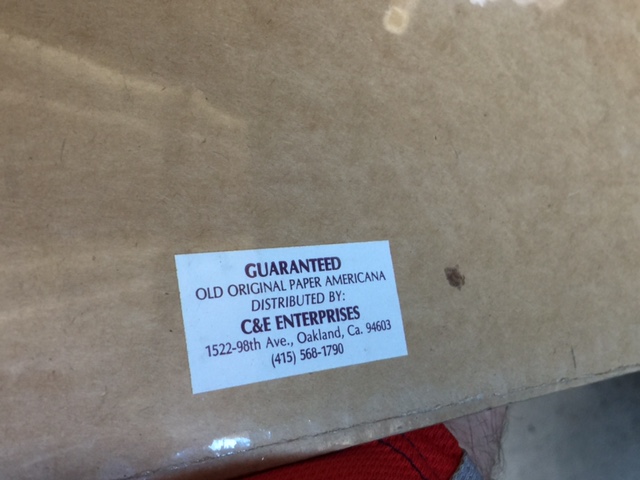 GUARANTEED
OLD ORIGINAL PAPER AMERICANA
DISTRIBUTED BY:
C&E ENTERPRISES
1522-98th Ave., Oakland, Ca. 94603
(415) 568-1790